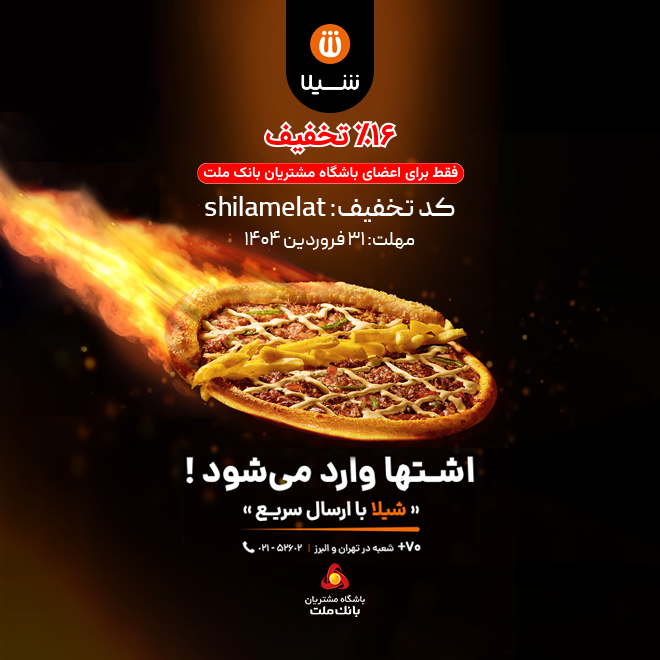 شیلا
۱۶٪ تخفیف
فقط برای اعضای باشگاه مشتریان بانک ملت
کد تخفیف: shilamelat
مهلت: ۳۱ فروردین ۱۴۰۴
اشتها وارد می‌شود !
« شیلا با ارسال سریع »
+۷۰ شعبه در تهران و البرز | ۵۲۶۰۲ - ۰۲۱
باشگاه مشتریان
بانک ملت